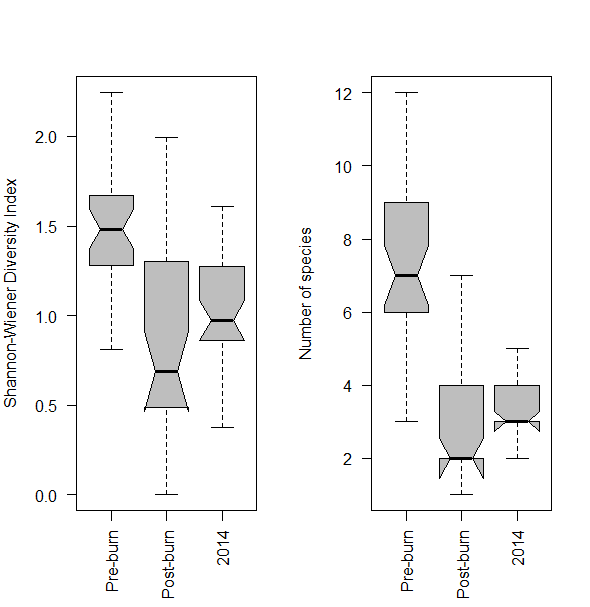 Shannon-Wiener Diversity Index
2.0
1.5
1.0
0.5
0.0
Pre-burn
Post-burn
2014
Number of species
12
10
8
6
4
2
Pre-burn
Post-burn
2014